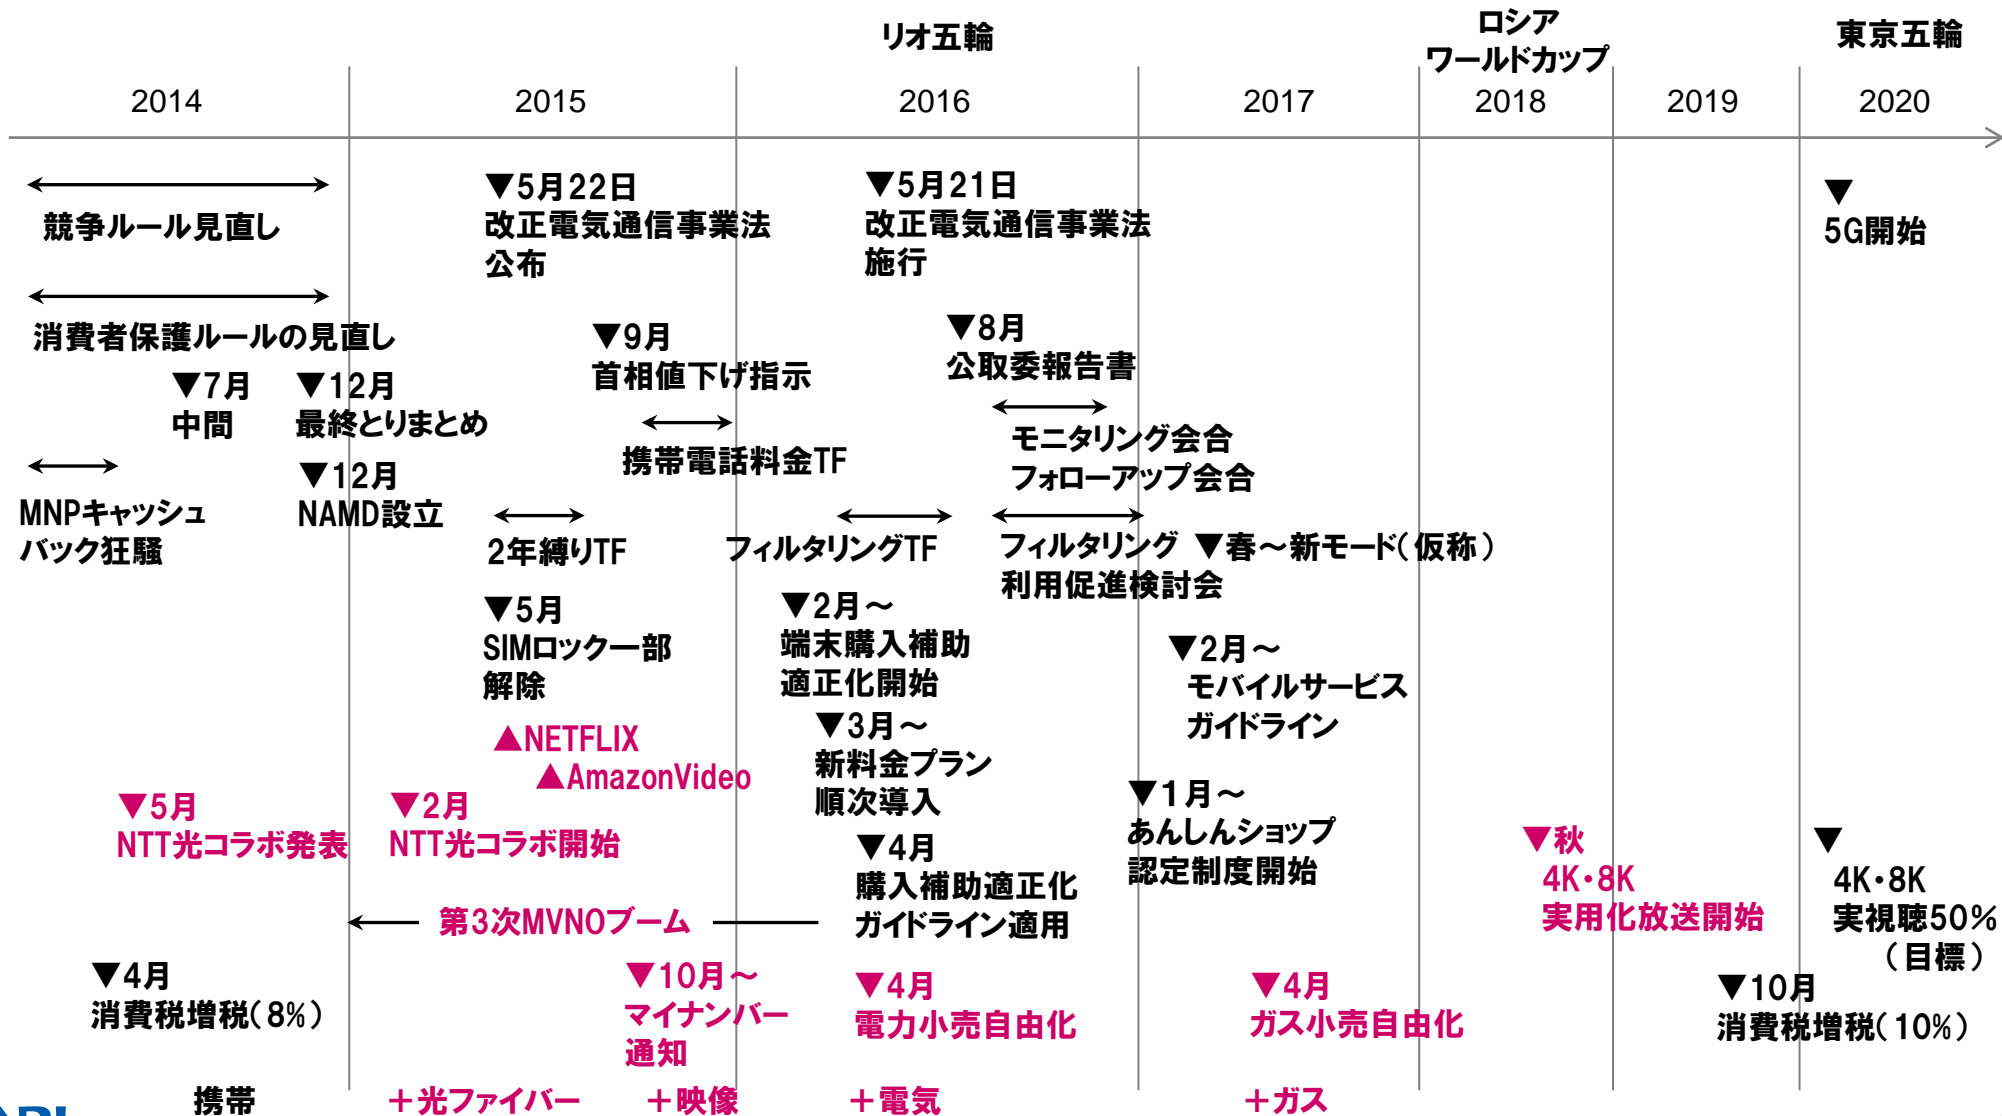 リオ五輪
ロシア
ワールドカップ
東京五輪
2014
2015
2016
2017
2018
2019
2020
競争ルール見直し
消費者保護ルールの見直し
▼7月
中間
▼12月
最終とりまとめ
MNPキャッシュ
バック狂騒
▼12月
NAMD設立
▼5月
NTT光コラボ発表
▼4月
消費税増税(8%)
携帯
▼5月22日
改正電気通信事業法
公布
▼9月
首相値下げ指示
携帯電話料金TF
2年縛りTF
▼5月
SIMロック一部
解除
▲NETFLIX
▲AmazonVideo
▼2月
NTT光コラボ開始
第3次MVNOブーム
▼10月～
マイナンバー
通知
＋光ファイバー
＋映像
▼5月21日
改正電気通信事業法
施行
▼8月
公取委報告書
モニタリング会合
フォローアップ会合
フィルタリングTF
フィルタリング
利用促進検討会
▼2月～
端末購入補助
適正化開始
▼3月～
新料金プラン
順次導入
▼4月
購入補助適正化
ガイドライン適用
▼4月
電力小売自由化
＋電気
▼春～新モード(仮称)
▼2月～
モバイルサービス
ガイドライン
▼1月～
あんしんショップ
認定制度開始
▼4月
ガス小売自由化
＋ガス
▼秋
4K・8K
実用化放送開始
▼10月
消費税増税(10%)
▼
5G開始
▼
4K・8K
実視聴50%
(目標)